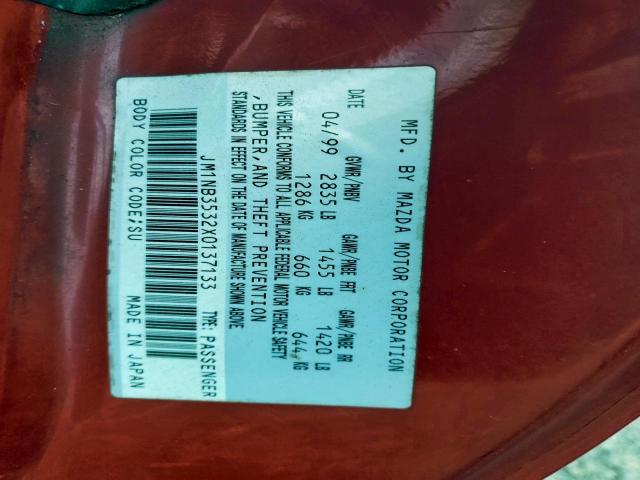 MFD. BY MAZDA MOTOR CORPORATION
DATE GVWR/PNBV GAWR/PNBE FRT GAWR/PNBE RR
04/99 2835 LB 1455 LB 1420 LB
1286 KG 660 KG 644 KG
THIS VEHICLE CONFORMS TO ALL APPLICABLE FEDERAL MOTOR VEHICLE SAFETY
,BUMPER,AND THEFT PREVENTION
STANDARDS IN EFFECT ON THE DATE OF MANUFACTURE SHOWN ABOVE
JM1NB3532X0137133 TYPE: PASSENGER
BODY COLOR CODE;SU MADE IN JAPAN